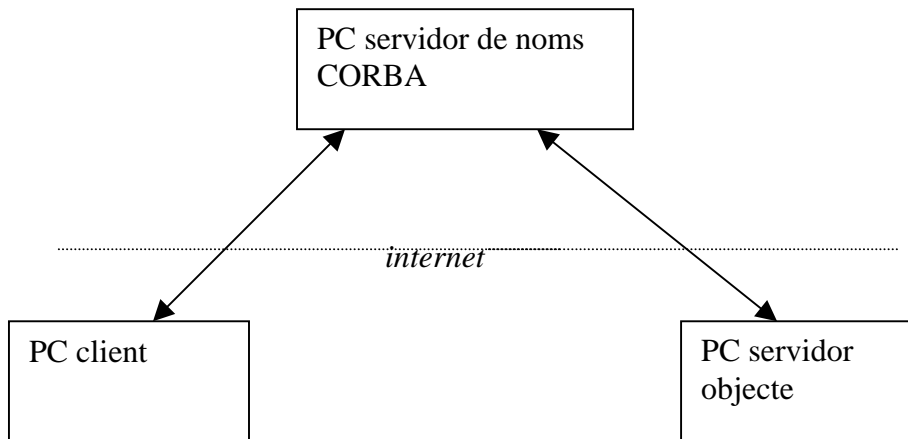 PC servidor de noms
CORBA
internet
PC client
PC servidor
objecte